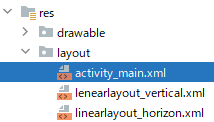 res
drawable
layout
activity_main.xml
lenearlayout_vertical.xml
linearlayout_horizon.xml